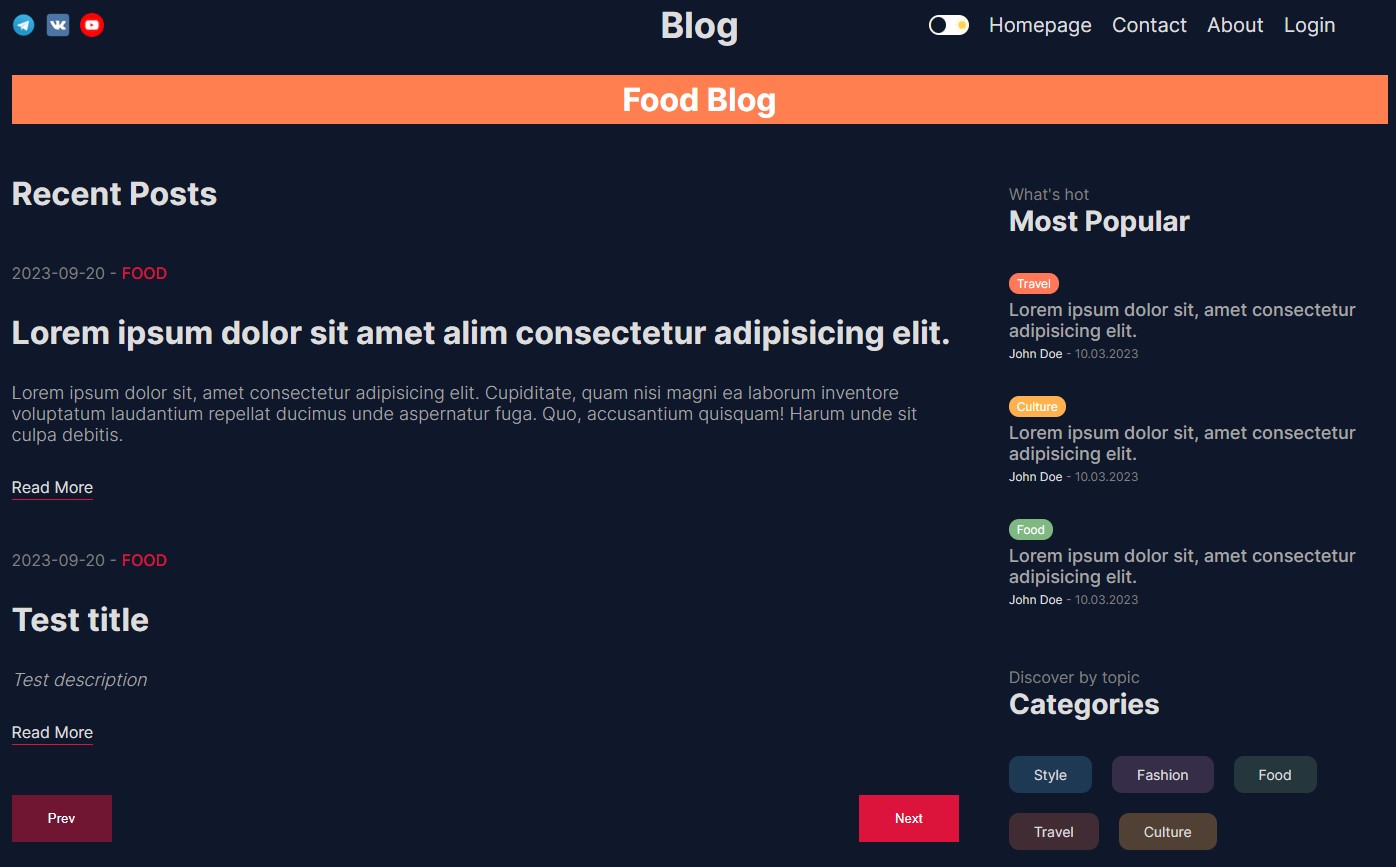 Blog
Homepage Contact About Login
Food Blog
Recent Posts
2023-09-20 - FOOD
Lorem ipsum dolor sit amet alim consectetur adipisicing elit.
Lorem ipsum dolor sit, amet consectetur adipisicing elit. Cupiditate, quam nisi magni ea laborum inventore
voluptatum laudantium repellat ducimus unde aspernatur fuga. Quo, accusantium quisquam! Harum unde sit
culpa debitis.
Read More
2023-09-20 - FOOD
Test title
Test description
Read More
Prev
Next
What's hot
Most Popular
Travel
Lorem ipsum dolor sit, amet consectetur
adipisicing elit.
John Doe - 10.03.2023
Culture
Lorem ipsum dolor sit, amet consectetur
adipisicing elit.
John Doe - 10.03.2023
Food
Lorem ipsum dolor sit, amet consectetur
adipisicing elit.
John Doe - 10.03.2023
Discover by topic
Categories
Style Fashion Food
Travel Culture